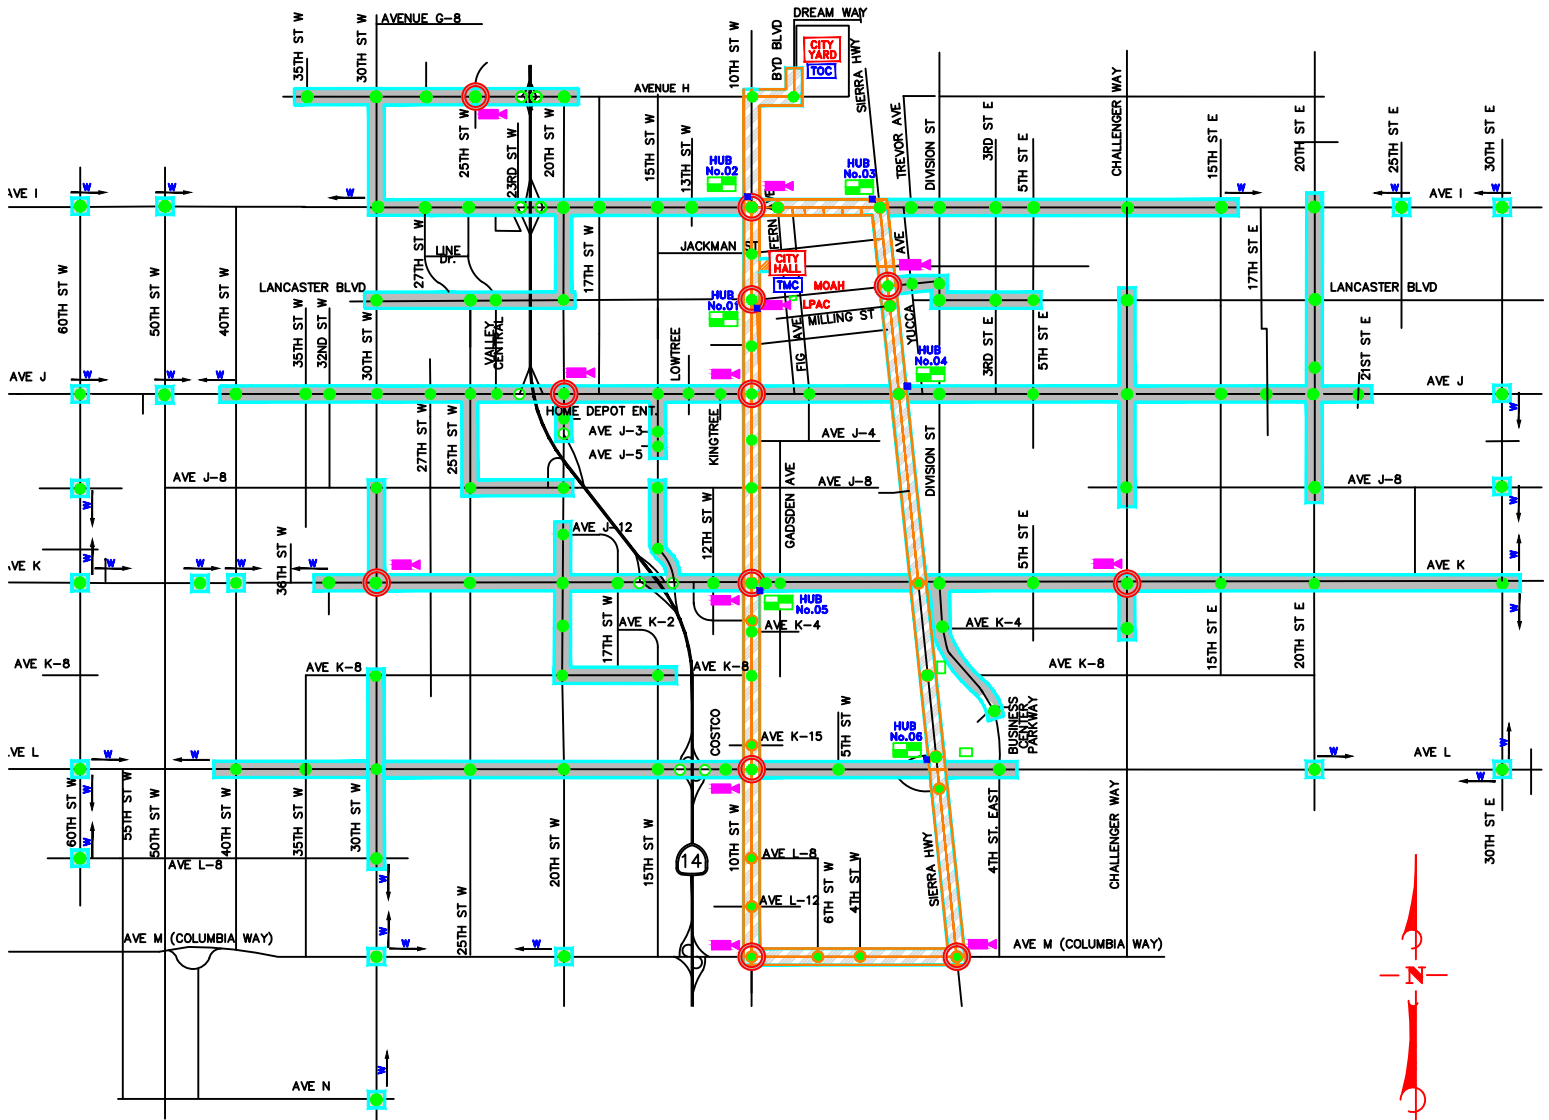 DREAM WAY
35TH ST W
30TH ST W
AVENUE G-8
10TH ST W
BYD BLVD
CITY
YARD
TOC
SIERRA HWY
AVENUE H
CHALLENGER WAY
25TH ST W
23RD ST W
20TH ST W
15TH ST W
13TH ST W
HUB
No.02
HUB
No.03
TREVOR AVE
DIVISION ST
3RD ST E
5TH ST E
15TH ST E
20TH ST E
25TH ST E
30TH ST E
AVE I
W
W
W
W
W
W
AVE I
60TH ST W
50TH ST W
40TH ST W
27TH ST W
LINE
Dr.
17TH ST W
JACKMAN ST
FERN AVE
CITY
HALL
TMC
MOAH
LPAC
AVE
17TH ST E
LANCASTER BLVD
HUB
No.01
MILLING ST
LANCASTER BLVD
35TH ST W
32ND ST W
30TH ST W
VALLEY
CENTRAL
LOWTREE
FIG AVE
YUCCA
HUB
No.04
3RD ST E
5TH ST E
21ST ST E
AVE J
W
W
W
AVE J
27TH ST W
25TH ST W
HOME DEPOT ENT.
AVE J-3
AVE J-5
KINGTREE
AVE J-4
DIVISION ST
W
AVE J-8
AVE J-8
AVE J-8
GADSDEN AVE
W
W
36TH ST W
AVE J-12
12TH ST W
5TH ST E
W
AVE K
W
W
W
W
AVE K
HUB
No.05
W
17TH ST W
AVE K-2
AVE K-4
AVE K-4
15TH ST E
20TH ST E
AVE K-8
AVE K-8
AVE K-8
AVE K-8
COSTCO
AVE K-15
5TH ST W
HUB
No.06
BUSINESS
CENTER
PARKWAY
AVE L
W
W
W
W
W
AVE L
60TH ST W
W
W
55TH ST W
50TH ST W
40TH ST W
35TH ST W
30TH ST W
20TH ST W
15TH ST W
14
10TH ST W
AVE L-8
AVE L-8
6TH ST W
4TH ST W
SIERRA HWY
4TH ST. EAST
CHALLENGER WAY
30TH ST E
W
25TH ST W
AVE L-12
AVE M (COLUMBIA WAY)
W
W
W
AVE M (COLUMBIA WAY)
N
W
AVE N